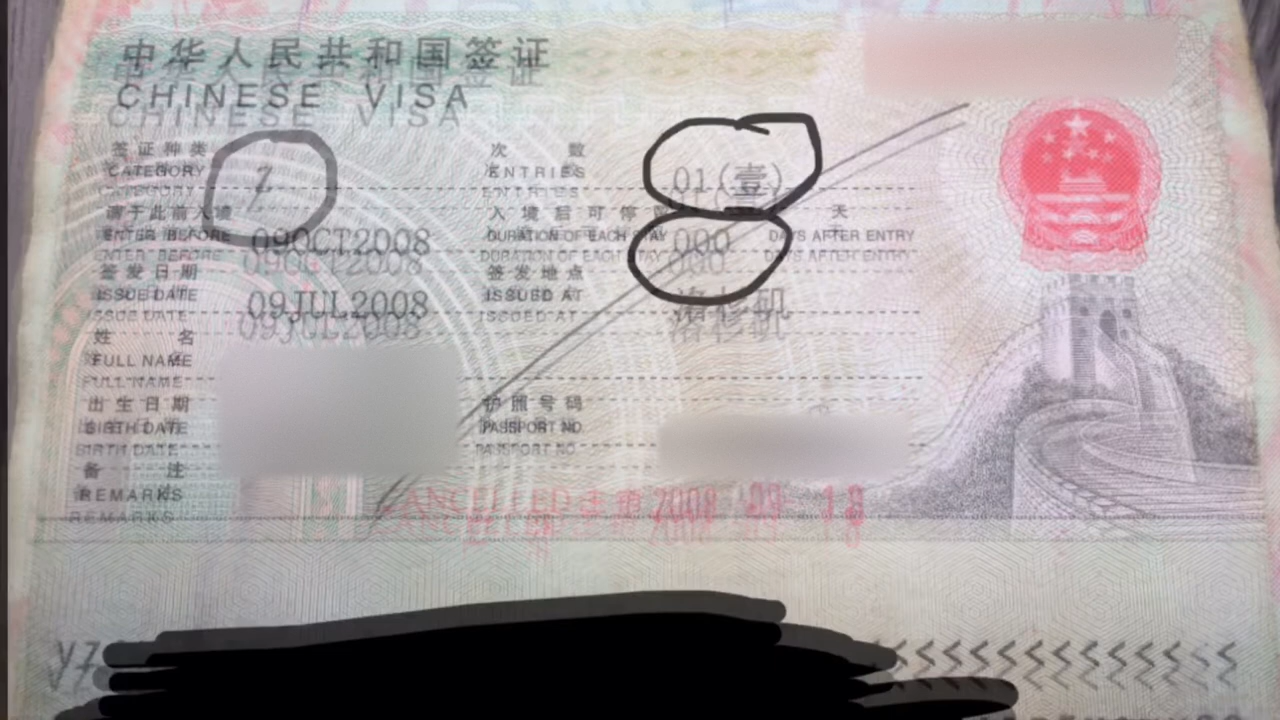 中华人民共和国签证
CHINESE VISA
签证种类 次 数
CATEGORY Z ENTRIES 01(壹)
请于此前入境 入境后可停留 天
ENTER BEFORE 09OCT2008 DURATION OF EACH STAY 000 DAYS AFTER ENTRY
签发日期 签发地点
ISSUE DATE 09JUL2008 ISSUED AT 洛杉矶
姓 名
FULL NAME
出生日期 护照号码
BIRTH DATE PASSPORT NO.
备 注
REMARKS
CANCELLED 2008 09 18